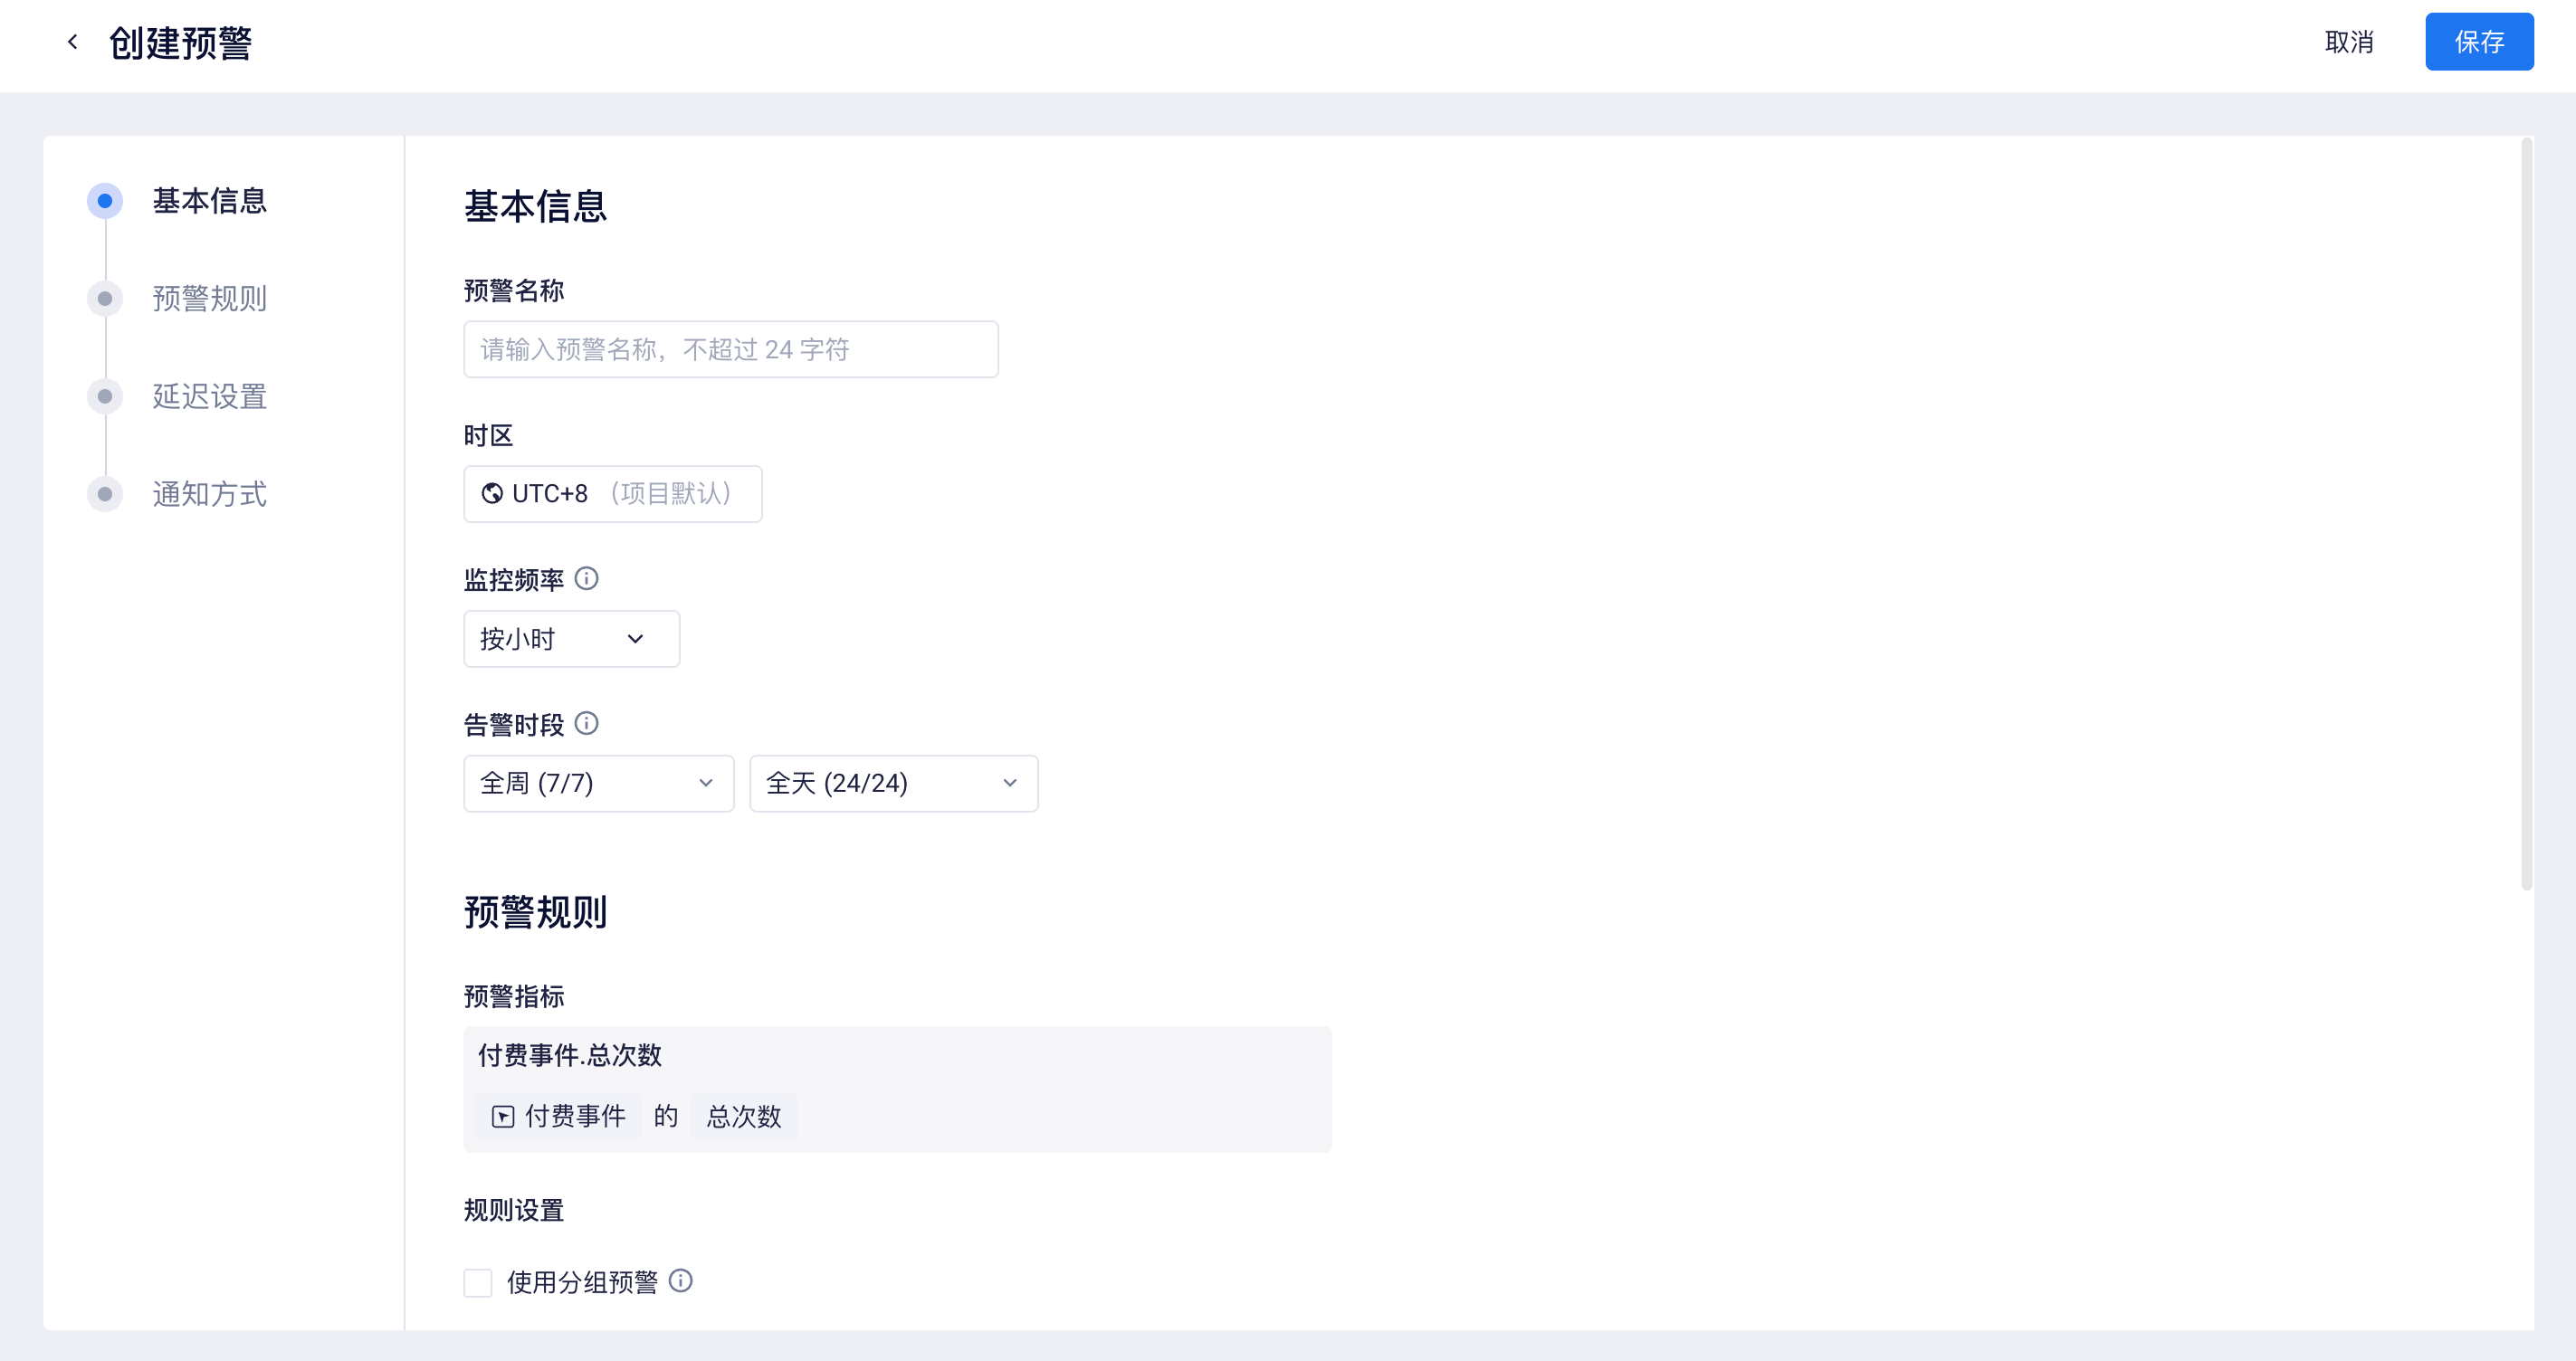 创建预警
取消
保存
基本信息
预警规则
延迟设置
通知方式
基本信息
预警名称
请输入预警名称，不超过 24 字符
时区
UTC+8 （项目默认）
监控频率
按小时
告警时段
全周 (7/7)
全天 (24/24)
预警规则
预警指标
付费事件.总次数
付费事件 的 总次数
规则设置
使用分组预警